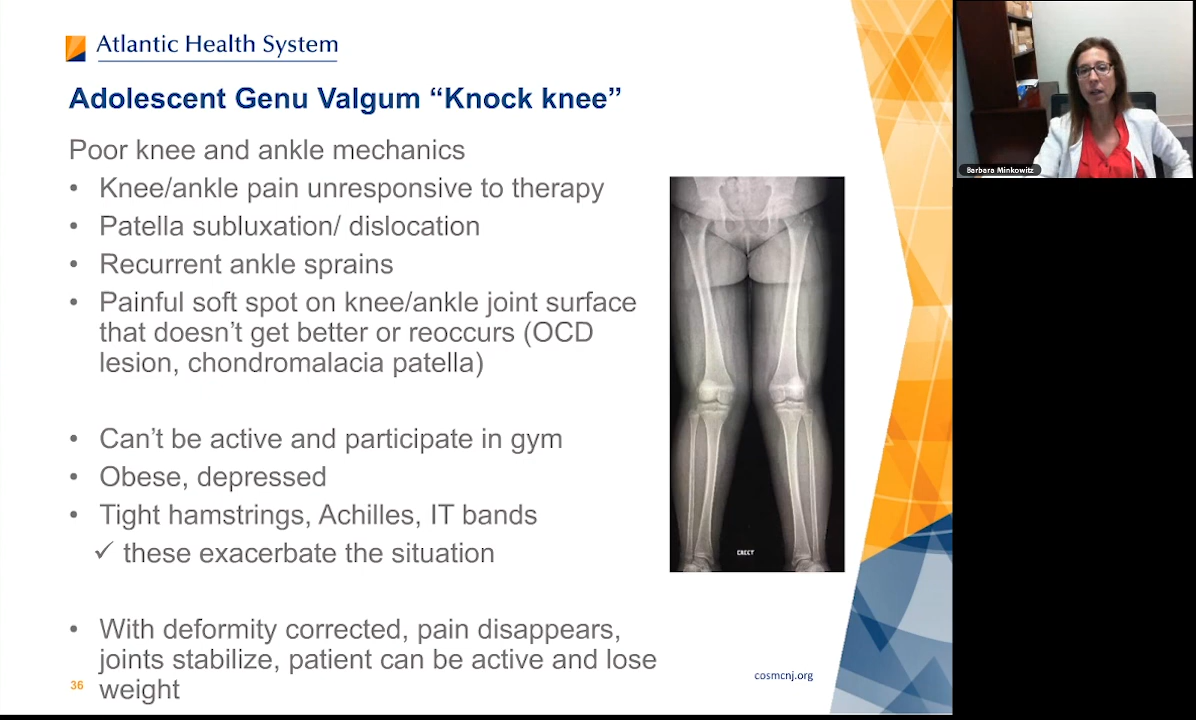 Atlantic Health System
Adolescent Genu Valgum “Knock knee”
Poor knee and ankle mechanics
• Knee/ankle pain unresponsive to therapy
• Patella subluxation/ dislocation
• Recurrent ankle sprains
• Painful soft spot on knee/ankle joint surface
that doesn’t get better or reoccurs (OCD
lesion, chondromalacia patella)
• Can’t be active and participate in gym
• Obese, depressed
• Tight hamstrings, Achilles, IT bands
✓ these exacerbate the situation
• With deformity corrected, pain disappears,
joints stabilize, patient can be active and lose
weight
36
ERECT
cosmcnj.org
Barbara Minkowitz